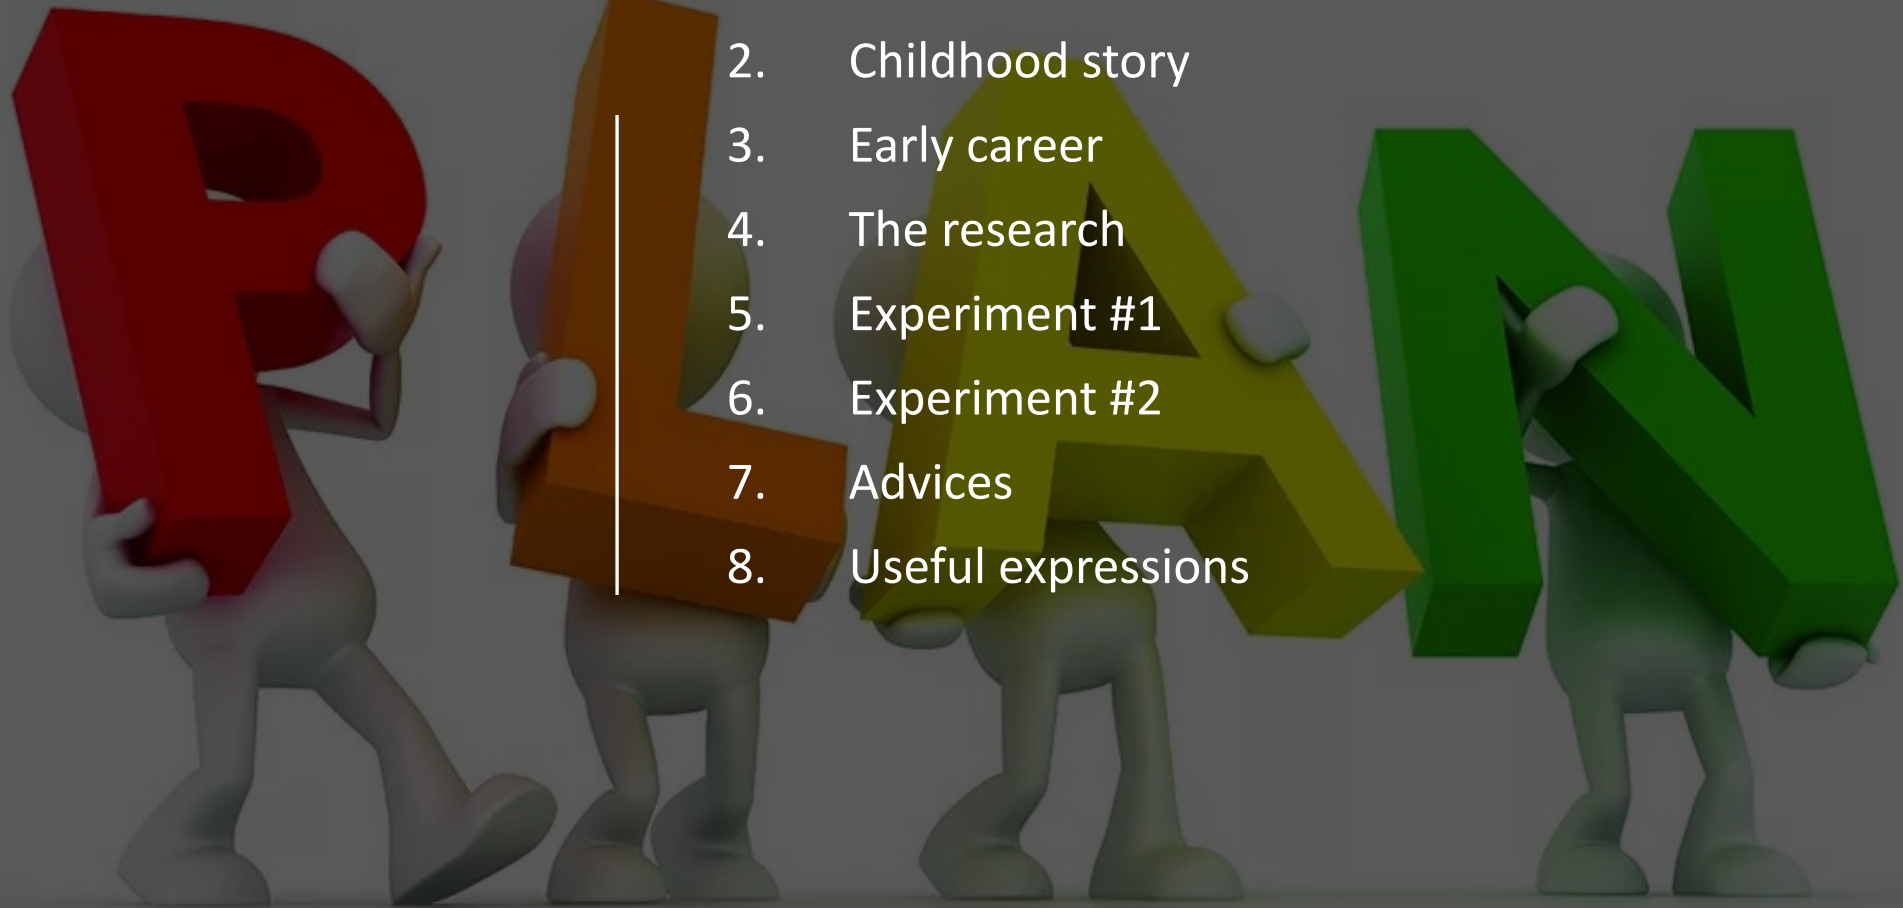 PLAN
2. Childhood story
3. Early career
4. The research
5. Experiment #1
6. Experiment #2
7. Advices
8. Useful expressions